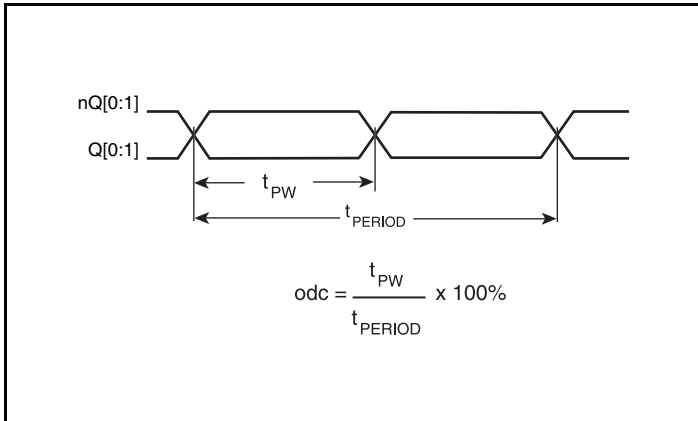 nQ[0:1]
Q[0:1]
tPW
tPERIOD
tPW
odc = x 100%
tPERIOD